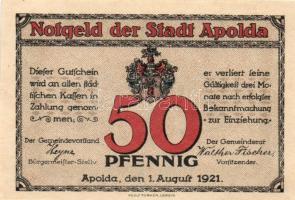 Notgeld der Stadt Apolda
Dieser Gutschein
wird an allen städ-
tischen Kassen in
Zahlung genom-
men,
er verliert seine
Gültigkeit drei Mo-
nate nach erfolgter
Bekanntmachung
zur Einziehung.
50
PFENNIG
Der Gemeindevorstand
Bürgermeister-Stellv.
Der Gemeinderat
Walther Fischer,
Vorsitzender.
Apolda, den 1. August 1921.